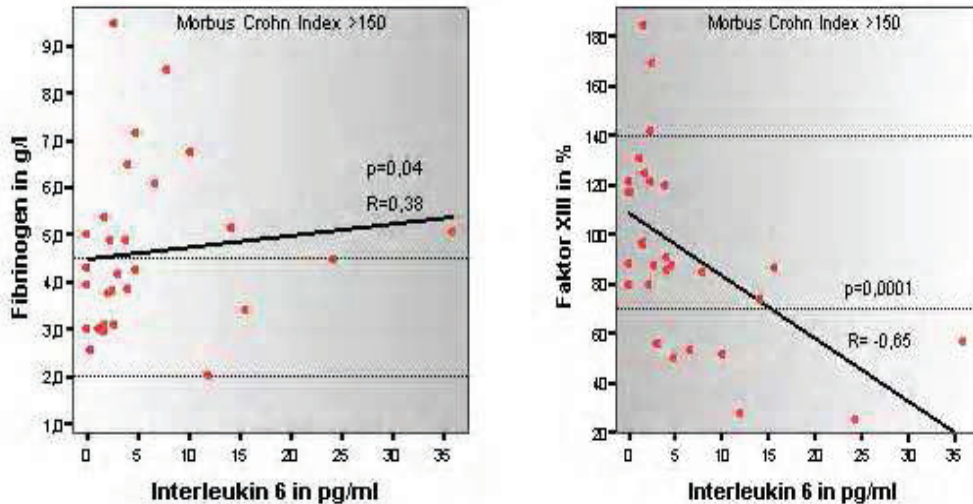 Morbus Crohn Index >150
Fibrinogen in g/l
9,0
8,0
7,0
6,0
5,0
4,0
3,0
2,0
1,0
p=0,04
R=0,38
0 5 10 15 20 25 30 35
Interleukin 6 in pg/ml
Morbus Crohn Index >150
Faktor XIII in %
180
160
140
120
100
80
60
40
20
p=0,0001
R= -0,65
0 5 10 15 20 25 30 35
Interleukin 6 in pg/ml